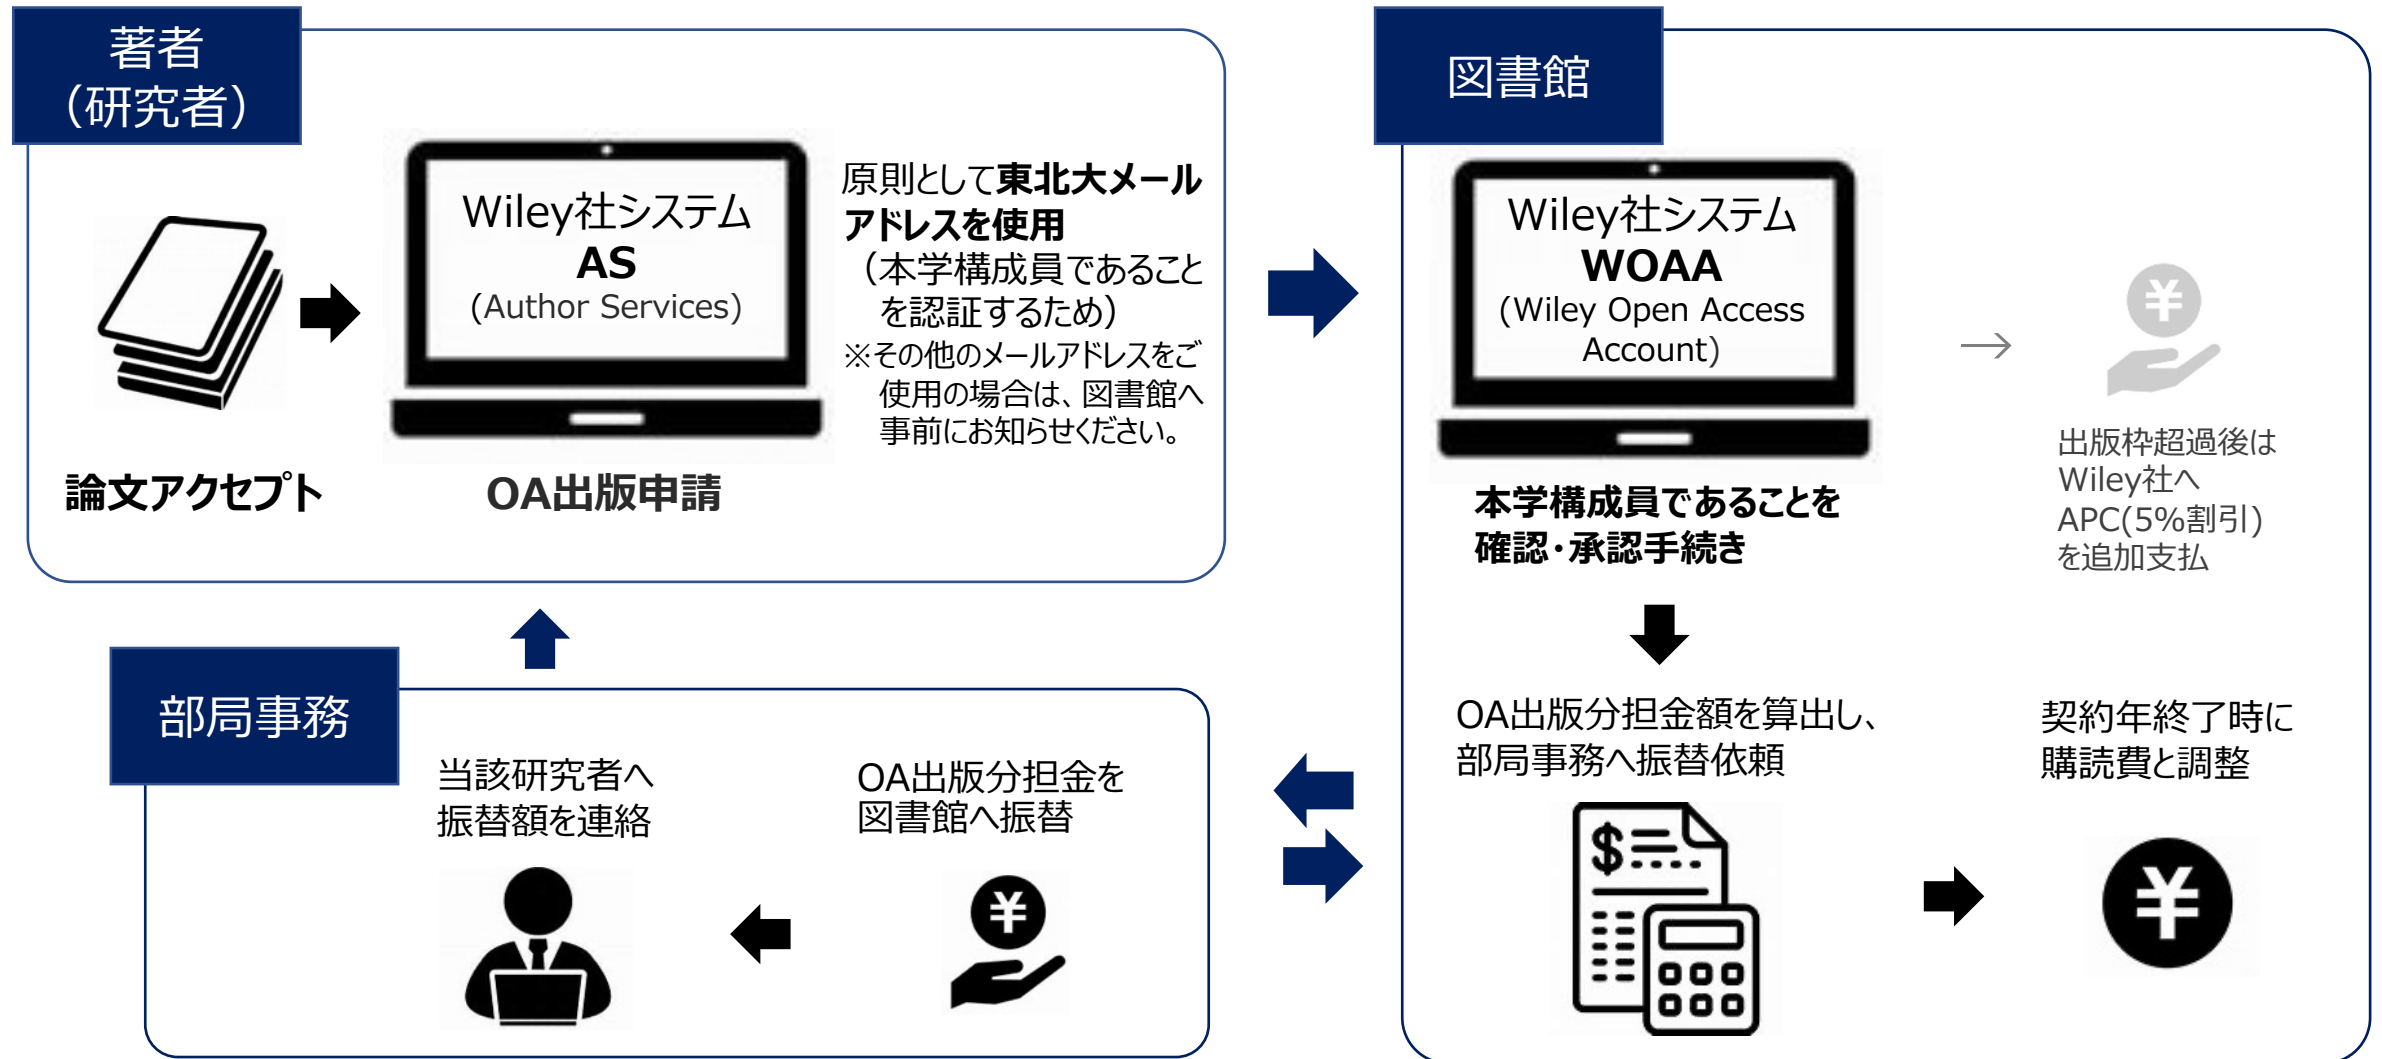 著者
（研究者）
Wiley社システム
AS
(Author Services)
原則として東北大メール
アドレスを使用
（本学構成員であること
を認証するため）
※その他のメールアドレスをご
使用の場合は、図書館へ
事前にお知らせください。
論文アクセプト
OA出版申請
図書館
Wiley社システム
WOAA
(Wiley Open Access
Account)
本学構成員であることを
確認・承認手続き
¥
出版枠超過後は
Wiley社へ
APC(5%割引)
を追加支払
OA出版分担金額を算出し、
部局事務へ振替依頼
$
契約年終了時に
購読費と調整
¥
部局事務
OA出版分担金を
図書館へ振替
¥
当該研究者へ
振替額を連絡